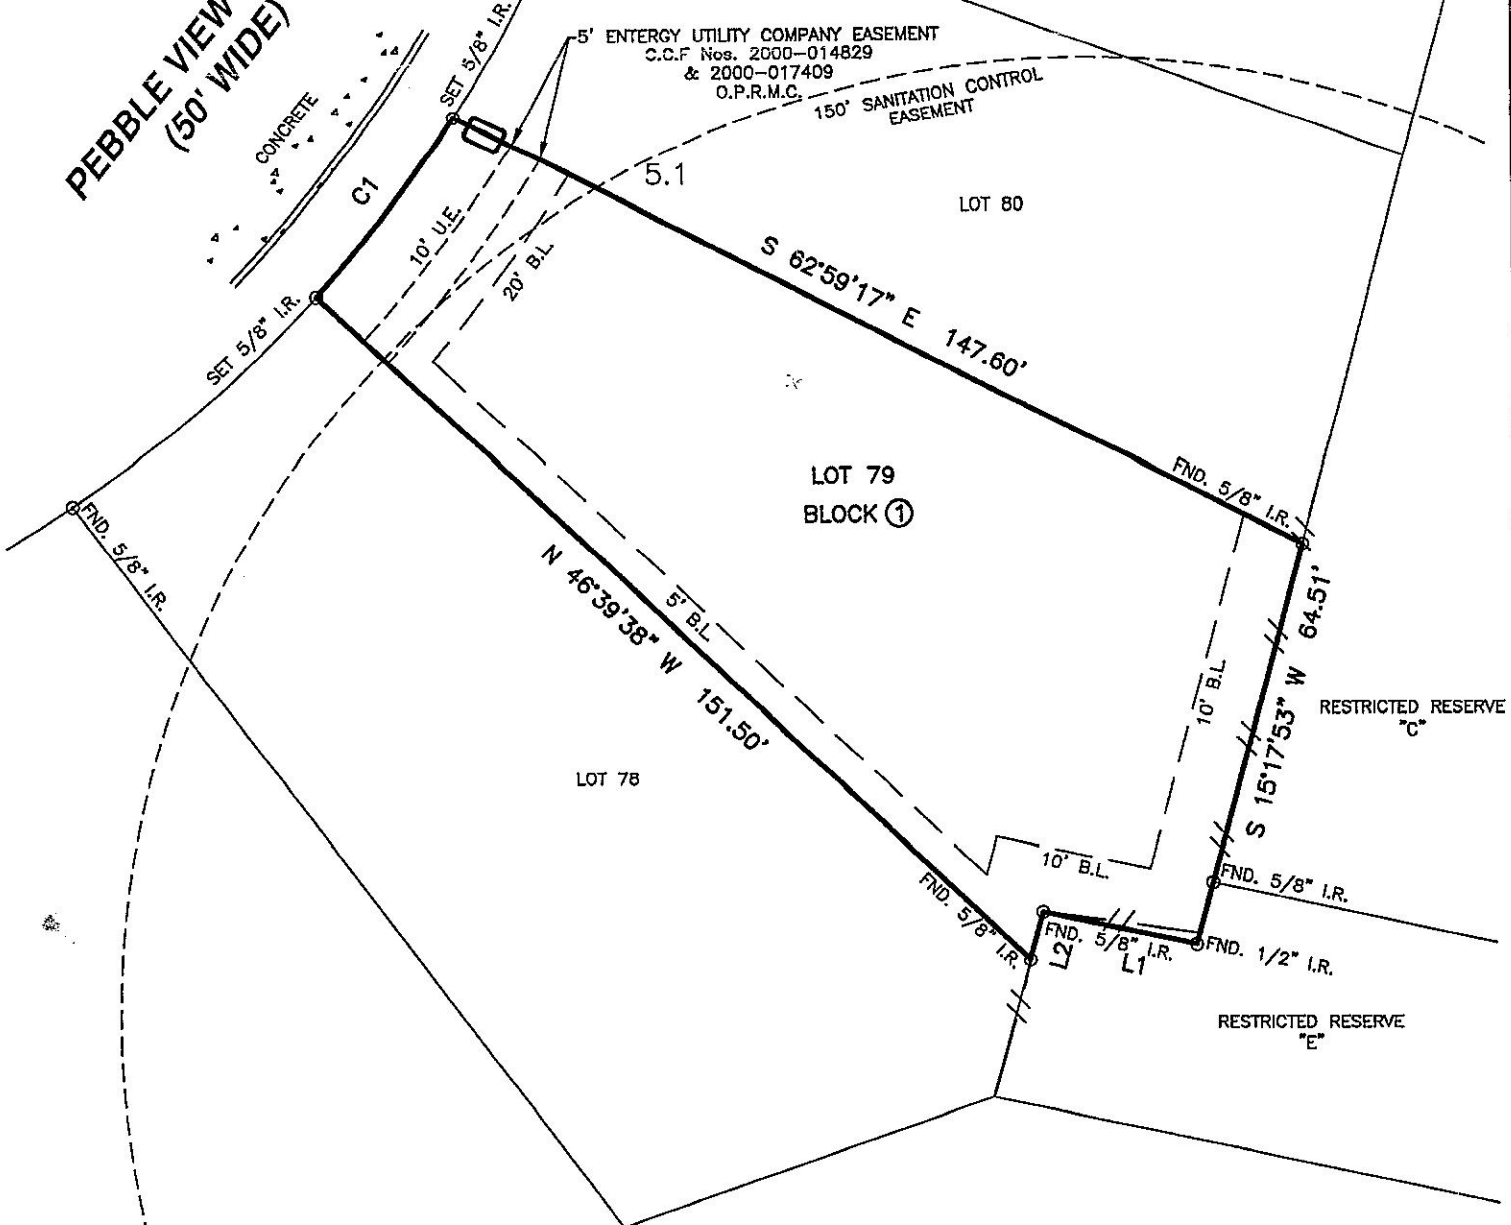 PEBBLE VIEW
(50' WIDE)
CONCRETE
SET 5/8" I.R.
5' ENTERGY UTILITY COMPANY EASEMENT
C.C.F Nos. 2000-014829
& 2000-017409
O.P.R.M.C.
150' SANITATION CONTROL
EASEMENT
5.1
LOT 80
C1
10' U.E.
20' B.L.
S 62°59'17" E 147.60'
SET 5/8" I.R.
FND. 5/8" I.R.
LOT 79
BLOCK 1
FND. 5/8" I.R.
N 46°39'38" W 151.50'
5' B.L.
64.51'
S 15°17'53" W
10' B.L.
RESTRICTED RESERVE
"C"
LOT 78
10' B.L.
FND. 5/8" I.R.
FND. 5/8" I.R.
FND. 5/8" I.R.
L2
L1
FND. 1/2" I.R.
RESTRICTED RESERVE
"E"